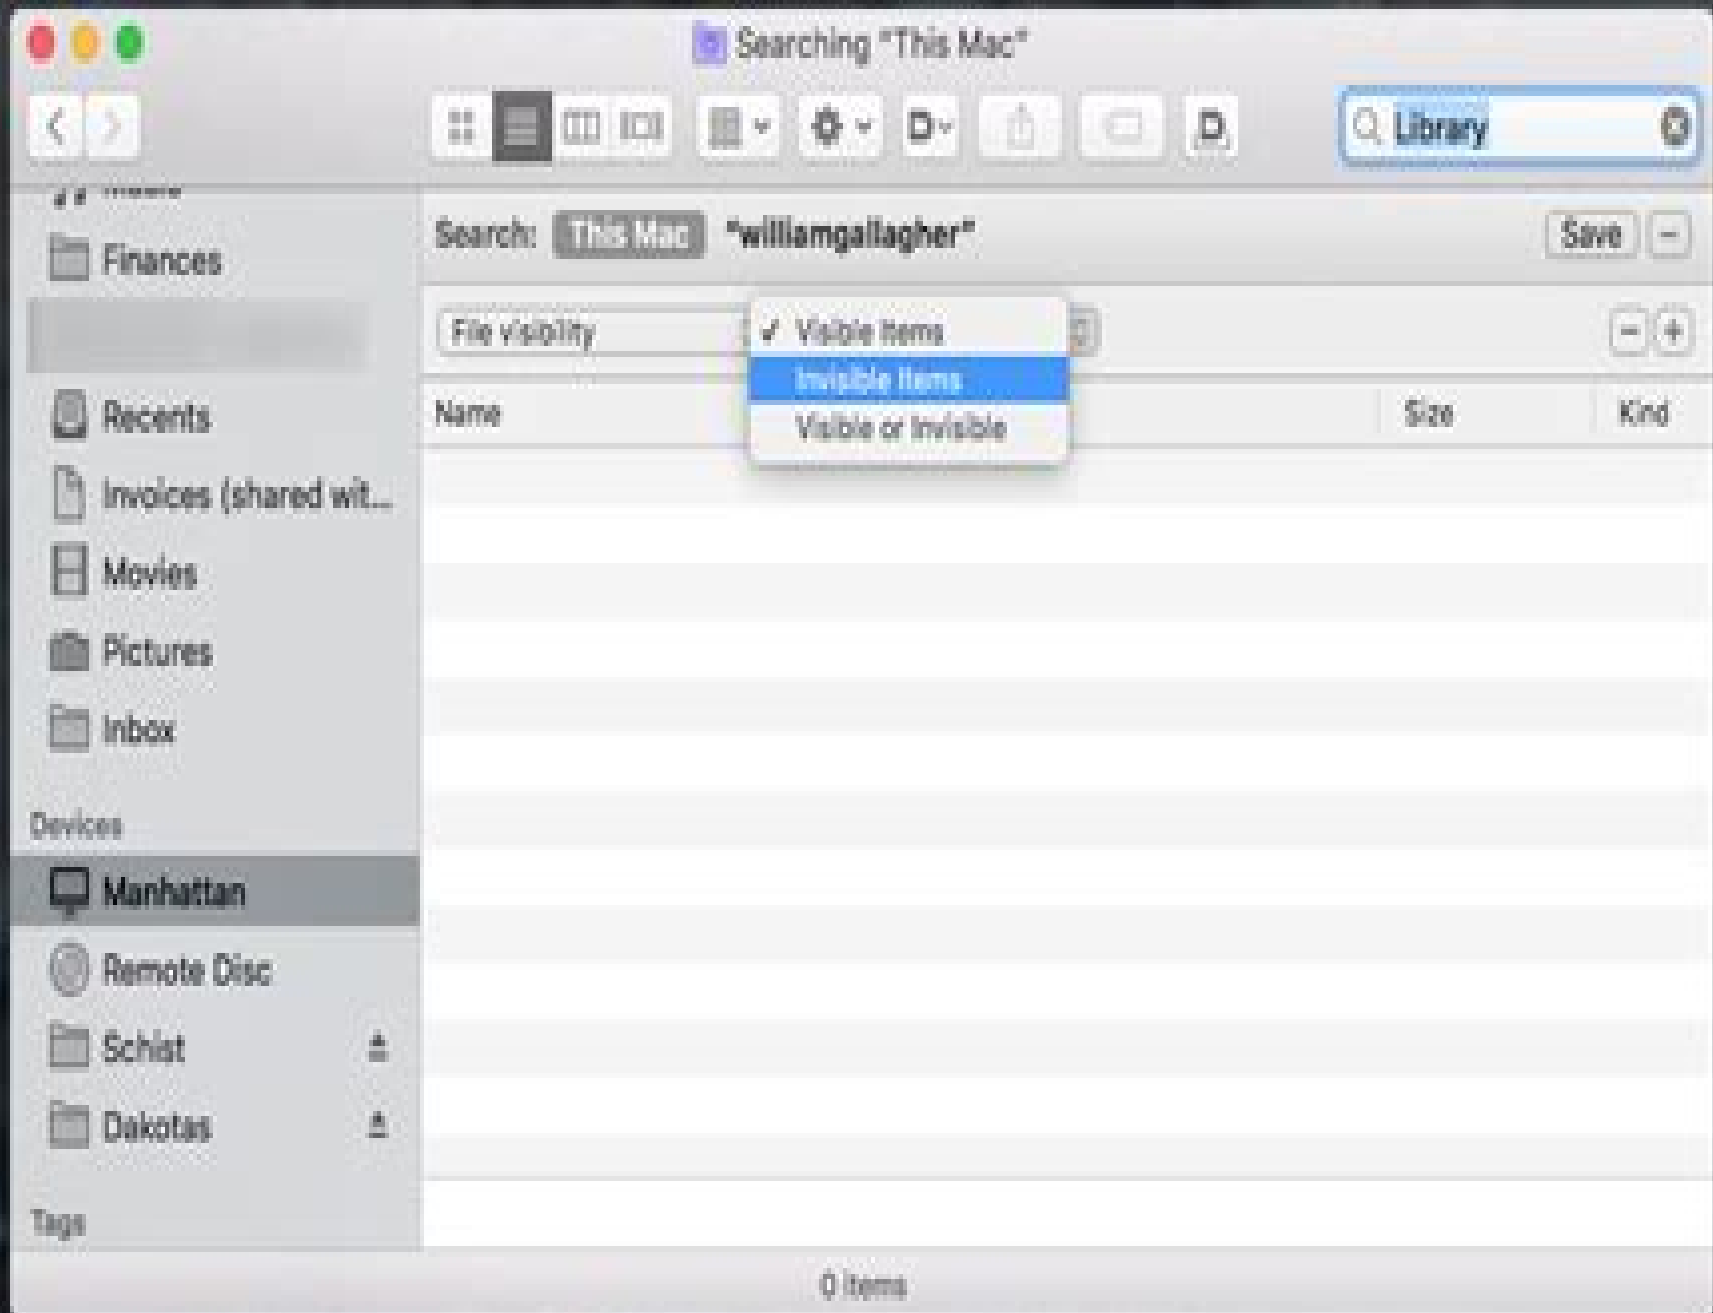 Searching "This Mac"
Library
Music
Finances
Recents
Invoices (shared wit...
Movies
Pictures
Inbox
Devices
Manhattan
Remote Disc
Schist
Dakotas
Tags
Search: This Mac "williamgallagher" Save
File visibility
Visible Items
Invisible Items
Visible or Invisible
Name Size Kind
0 items